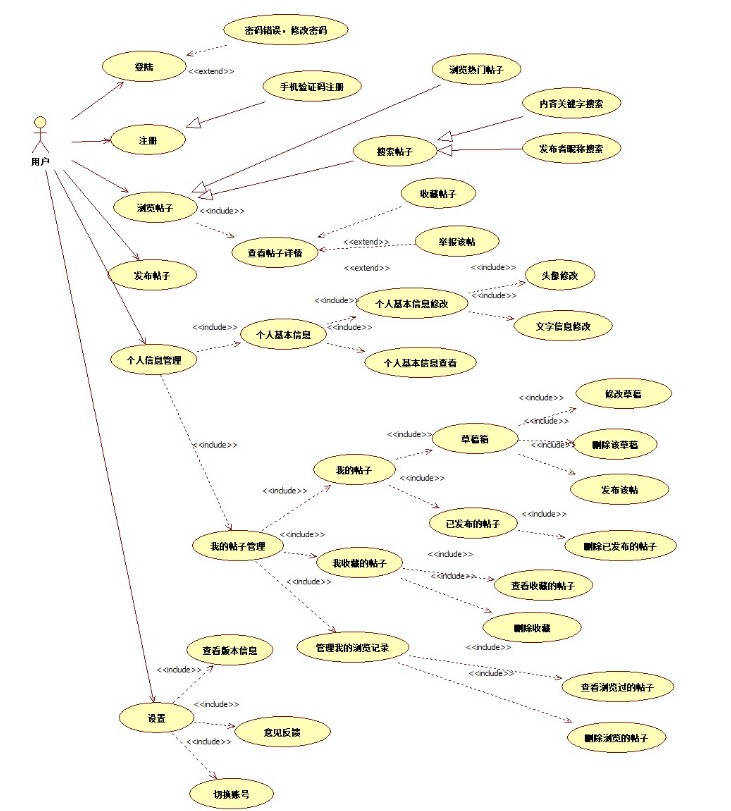 密码错误,修改密码
登陆
<<extend>>
浏览热门帖子
手机验证码注册
内容关键字搜索
用户
注册
搜索帖子
发布者昵称搜索
浏览帖子
<<include>>
收藏帖子
查看帖子详情
<<extend>>
举报该帖
<<extend>>
发布帖子
<<include>>
头像修改
<<include>>
个人基本信息修改
<<include>>
文字信息修改
<<include>>
个人基本信息
<<include>>
个人信息管理
个人基本信息查看
修改草稿
<<include>>
<<include>>
<<include>>
草稿箱
<<include>>
删除该草稿
<<include>>
我的帖子
<<include>>
发布该帖
<<include>>
已发布的帖子
<<include>>
我的帖子管理
<<include>>
删除已发布的帖子
我收藏的帖子
<<include>>
<<include>>
查看收藏的帖子
<<include>>
删除收藏
查看版本信息
管理我的浏览记录
<<include>>
<<include>>
<<include>>
查看浏览过的帖子
设置
<<include>>
意见反馈
<<include>>
删除浏览的帖子
切换账号